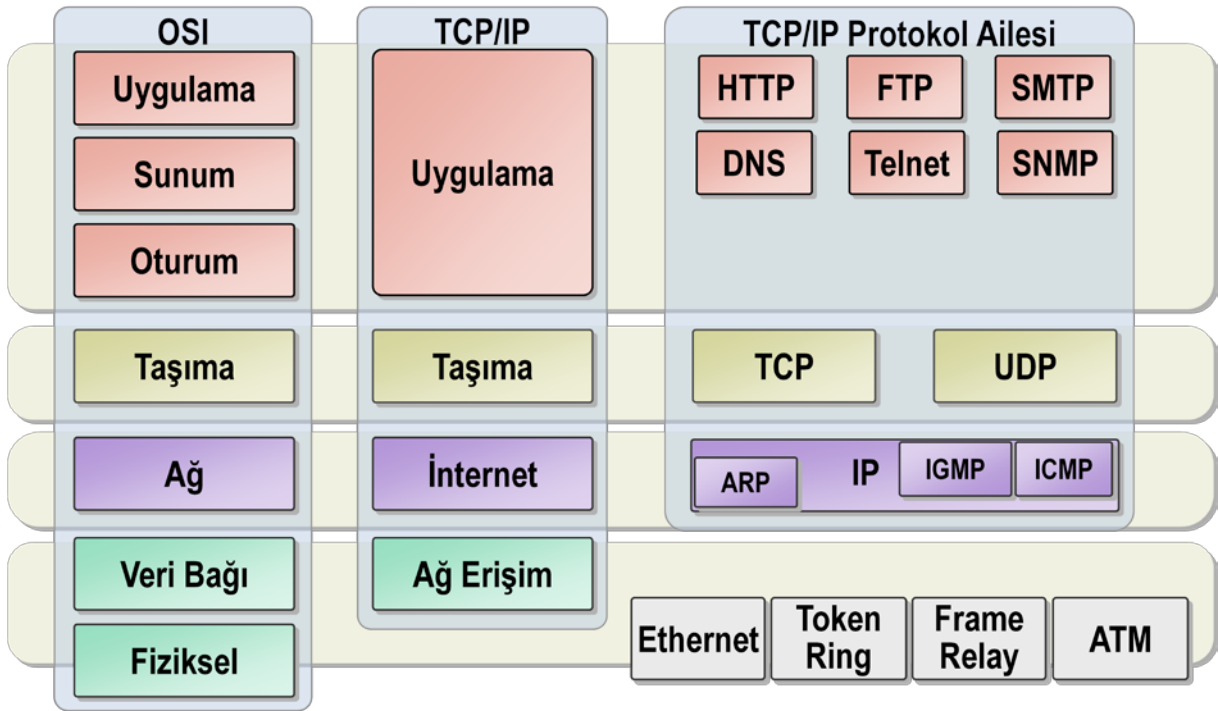 OSI
Uygulama
Sunum
Oturum
Taşıma
Ağ
Veri Bağı
Fiziksel
TCP/IP
Uygulama
Taşıma
İnternet
Ağ Erişim
TCP/IP Protokol Ailesi
HTTP
FTP
SMTP
DNS
Telnet
SNMP
TCP
UDP
ARP
IP
IGMP
ICMP
Ethernet
Token
Ring
Frame
Relay
ATM